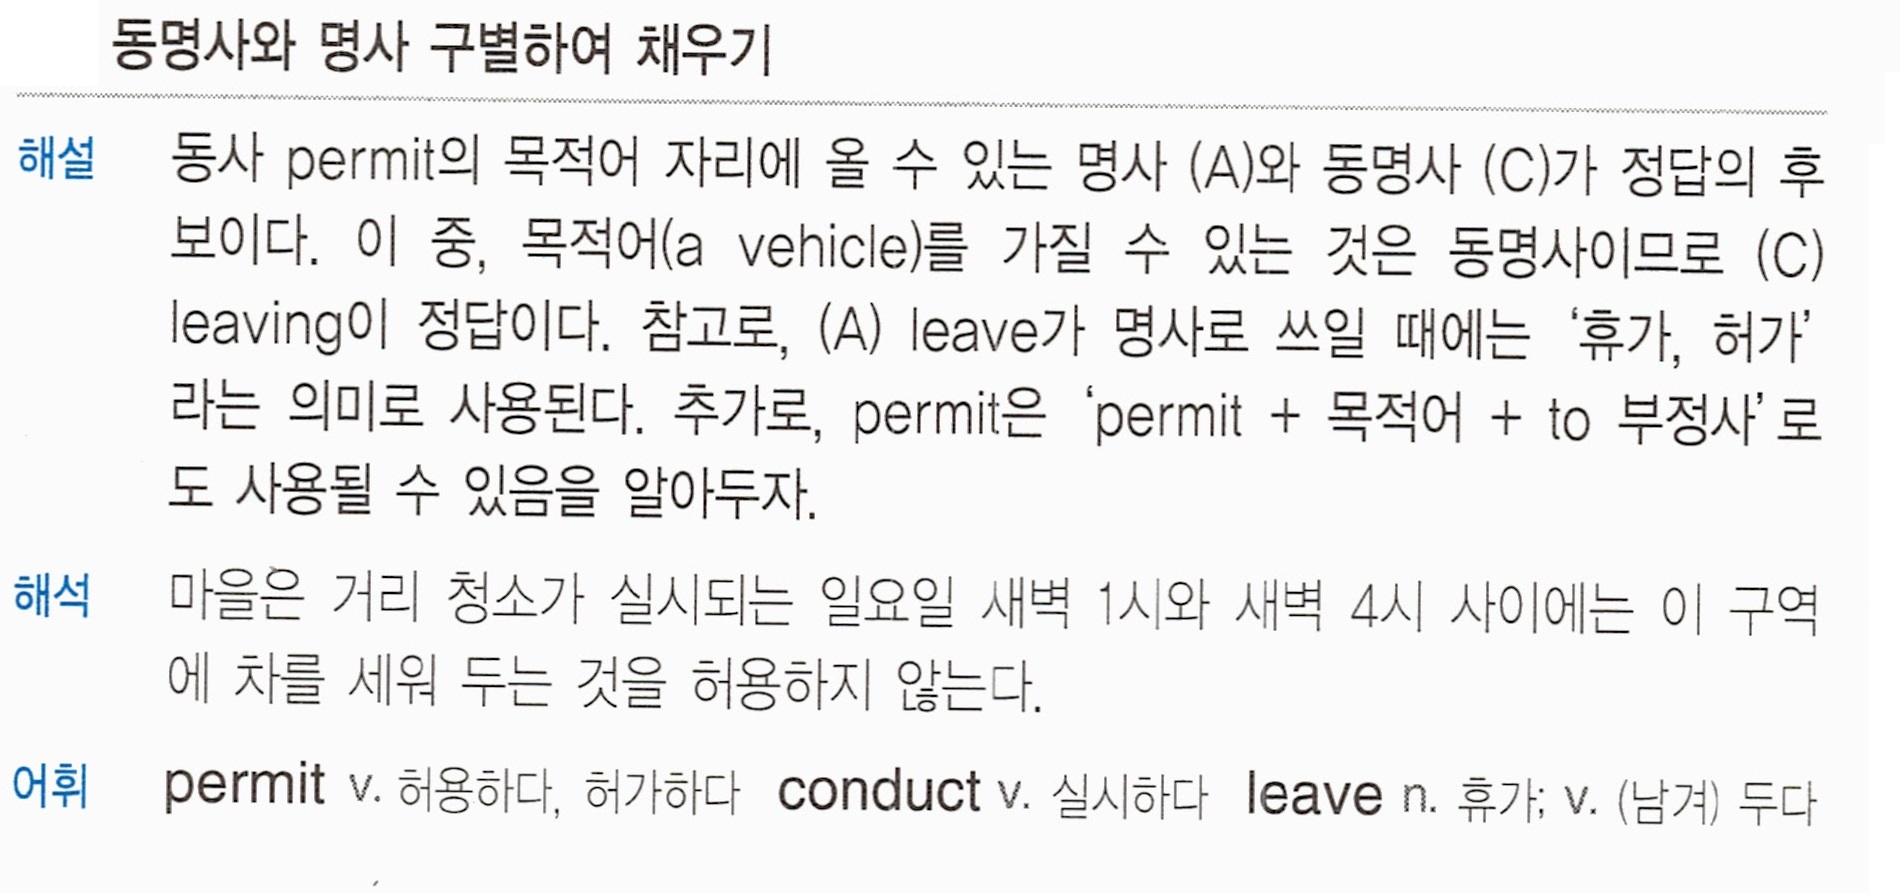 동명사와 명사 구별하여 채우기
해설 동사 permit의 목적어 자리에 올 수 있는 명사 (A)와 동명사 (C)가 정답의 후
보이다. 이 중, 목적어(a vehicle)를 가질 수 있는 것은 동명사이므로 (C)
leaving이 정답이다. 참고로, (A) leave가 명사로 쓰일 때에는 ‘휴가, 허가’
라는 의미로 사용된다. 추가로, permit은 ‘permit + 목적어 + to 부정사’로
도 사용될 수 있음을 알아두자.
해석 마을은 거리 청소가 실시되는 일요일 새벽 1시와 새벽 4시 사이에는 이 구역
에 차를 세워 두는 것을 허용하지 않는다.
어휘 permit v. 허용하다, 허가하다 conduct v. 실시하다 leave n. 휴가; v. (남겨) 두다